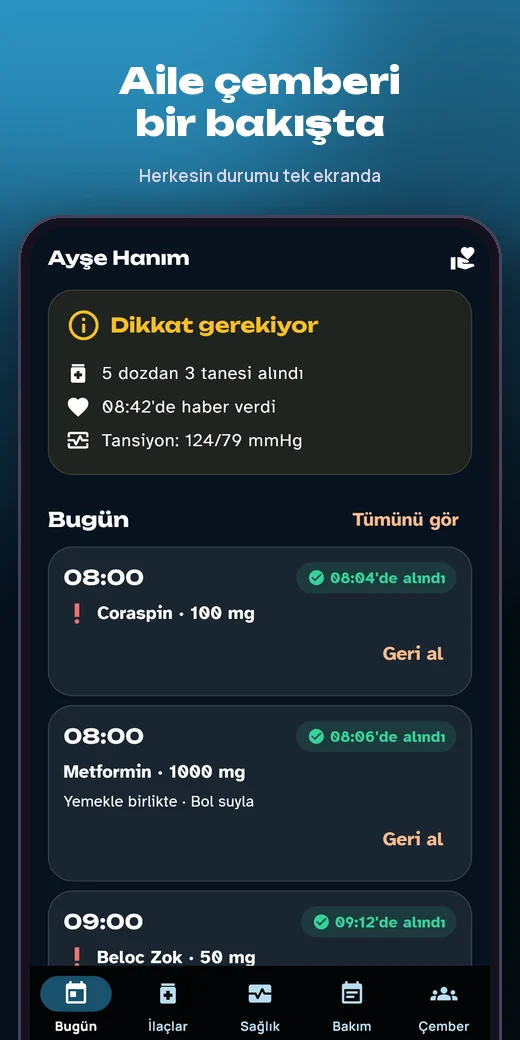 Aile çemberi
bir bakışta
Herkesin durumu tek ekranda
Ayşe Hanım
Dikkat gerekiyor
5 dozdan 3 tanesi alındı
08:42'de haber verdi
Tansiyon: 124/79 mmHg
Bugün
Tümünü gör
08:00
08:04'de alındı
Coraspin · 100 mg
Geri al
08:00
08:06'de alındı
Metformin · 1000 mg
Yemekle birlikte · Bol suyla
Geri al
09:00
09:12'de alındı
Beloc Zok · 50 mg
Bugün
İlaçlar
Sağlık
Bakım
Çember